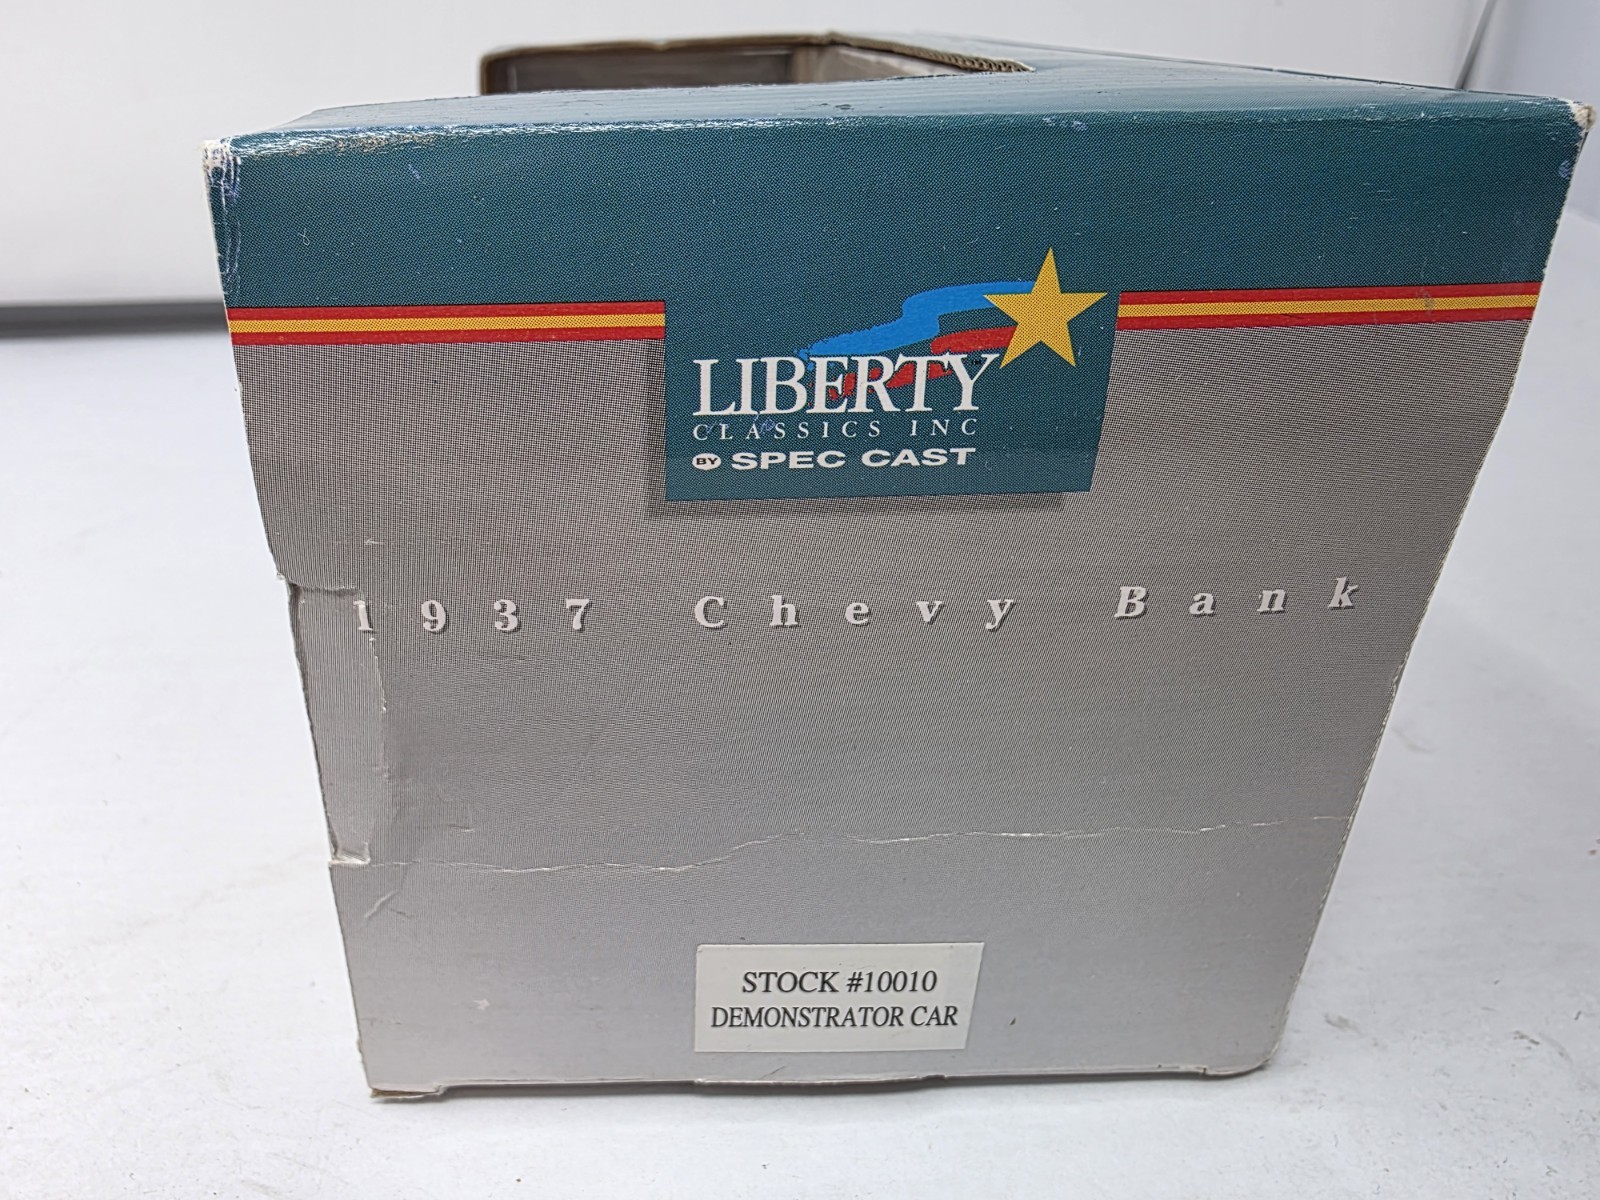 LIBERTY
CLASSICS INC
BY SPEC CAST
1937 Chevy Bank
STOCK #10010
DEMONSTRATOR CAR